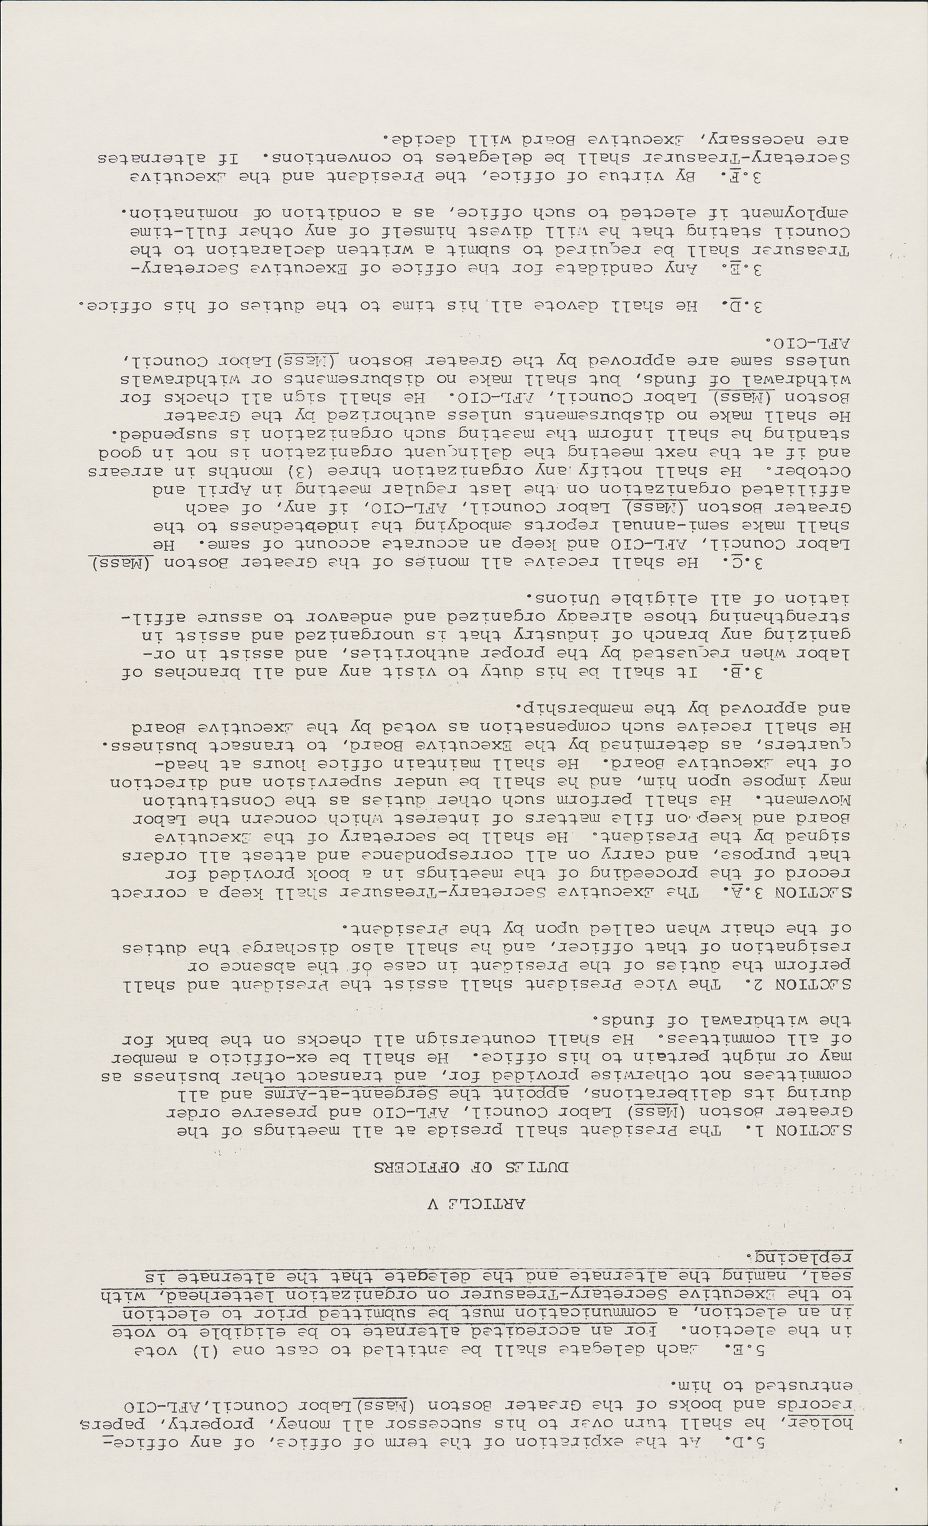 5.D. At the expiration of the term of office, of any office-
holder, he shall turn over to his successor all money, property, papers,
records and books of the Greater Boston (Mass) Labor Council, AFL-CIO
entrusted to him.
5.E. Each delegate shall be entitled to cast one (1) vote
in the election. For an accredited alternate to be eligible to vote
in an election, a communication must be submitted prior to election
to the Executive Secretary-Treasurer on organization letterhead, with
seal, naming the alternate and the delegate that the alternate is
replacing.
ARTICLE V
DUTIES OF OFFICERS
SECTION 1. The President shall preside at all meetings of the
Greater Boston (Mass) Labor Council, AFL-CIO and preserve order
during its deliberations, appoint the Sergeant-at-Arms and all
committees not otherwise provided for, and transact other business as
may or might pertain to his office. He shall be ex-officio a member
of all committees. He shall countersign all checks on the bank for
the withdrawal of funds.
SECTION 2. The Vice President shall assist the President and shall
perform the duties of the President in case of the absence or
resignation of that officer, and he shall also discharge the duties
of the chair when called upon by the President.
SECTION 3.A. The Executive Secretary-Treasurer shall keep a correct
record of the proceeding of the meetings in a book provided for
that purpose, and carry on all correspondence and attest all orders
signed by the President. He shall be secretary of the Executive
Board and keep on file matters of interest which concern the Labor
Movement. He shall perform such other duties as the Constitution
may impose upon him, and he shall be under supervision and direction
of the Executive Board. He shall maintain office hours at head-
quarters, as determined by the Executive Board, to transact business.
He shall receive such compensation as voted by the Executive Board
and approved by the membership.
3.B. It shall be his duty to visit any and all branches of
labor when requested by the proper authorities, and assist in or-
ganizing any branch of industry that is unorganized and assist in
strengthening those already organized and endeavor to assure affil-
iation of all eligible Unions.
3.C. He shall receive all monies of the Greater Boston (Mass)
Labor Council, AFL-CIO and keep an accurate account of same. He
shall make semi-annual reports embodying the indebtedness to the
Greater Boston (Mass) Labor Council, AFL-CIO, if any, of each
affiliated organization on the last regular meeting in April and
October. He shall notify any organization three (3) months in arrears
and if at the next meeting the delinquent organization is not in good
standing he shall inform the meeting such organization is suspended.
He shall make no disbursements unless authorized by the Greater
Boston (Mass) Labor Council, AFL-CIO. He shall sign all checks for
withdrawal of funds, but shall make no disbursements or withdrawals
unless same are approved by the Greater Boston (Mass) Labor Council,
AFL-CIO.
3.D. He shall devote all his time to the duties of his office.
3.E. Any candidate for the office of Executive Secretary-
Treasurer shall be required to submit a written declaration to the
Council stating that he will divest himself of any other full-time
employment if elected to such office, as a condition of nomination.
3.F. By virtue of office, the President and the Executive
Secretary-Treasurer shall be delegates to conventions. If alternates
are necessary, Executive Board will decide.